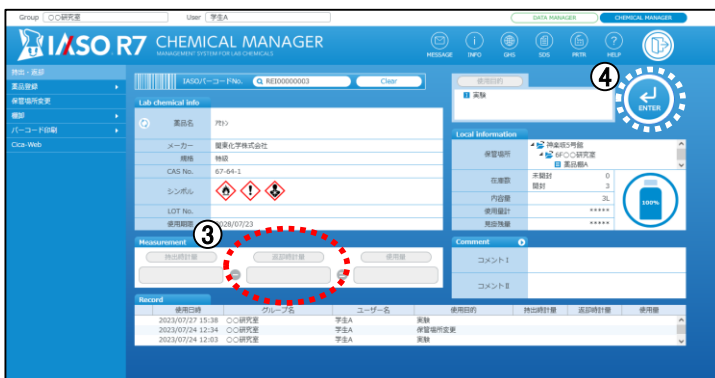 Group ○○研究室 User 学生A DATA MANAGER CHEMICAL MANAGER
IASO R7 CHEMICAL MANAGER
MANAGEMENT SYSTEM FOR LAB CHEMICALS
MESSAGE INFO GHS SDS PRTR HELP
持出・返却
薬品登録
保管場所変更
棚卸
バーコード印刷
Cica-Web
IASOバーコードNo. REI00000003 Clear
使用目的
実験
④
ENTER
Lab chemical info
薬品名 アセトン
メーカー 関東化学株式会社
規格 特級
CAS No. 67-64-1
シンボル
LOT No.
使用期限 2028/07/23
Local information
保管場所 神楽坂5号館
6F○○研究室
薬品棚A
在庫数 未開封 0
開封 3
内容量 3L
使用量計 *****
見掛残量 *****
100%
③
Measurement
持出時計量 返却時計量 使用量
Comment
コメントⅠ
コメントⅡ
Record
使用日時 グループ名 ユーザー名 使用目的 持出時計量 返却時計量 使用量
2023/07/27 15:38 ○○研究室 学生A 実験
2023/07/24 12:34 ○○研究室 学生A 保管場所変更
2023/07/24 12:03 ○○研究室 学生A 実験